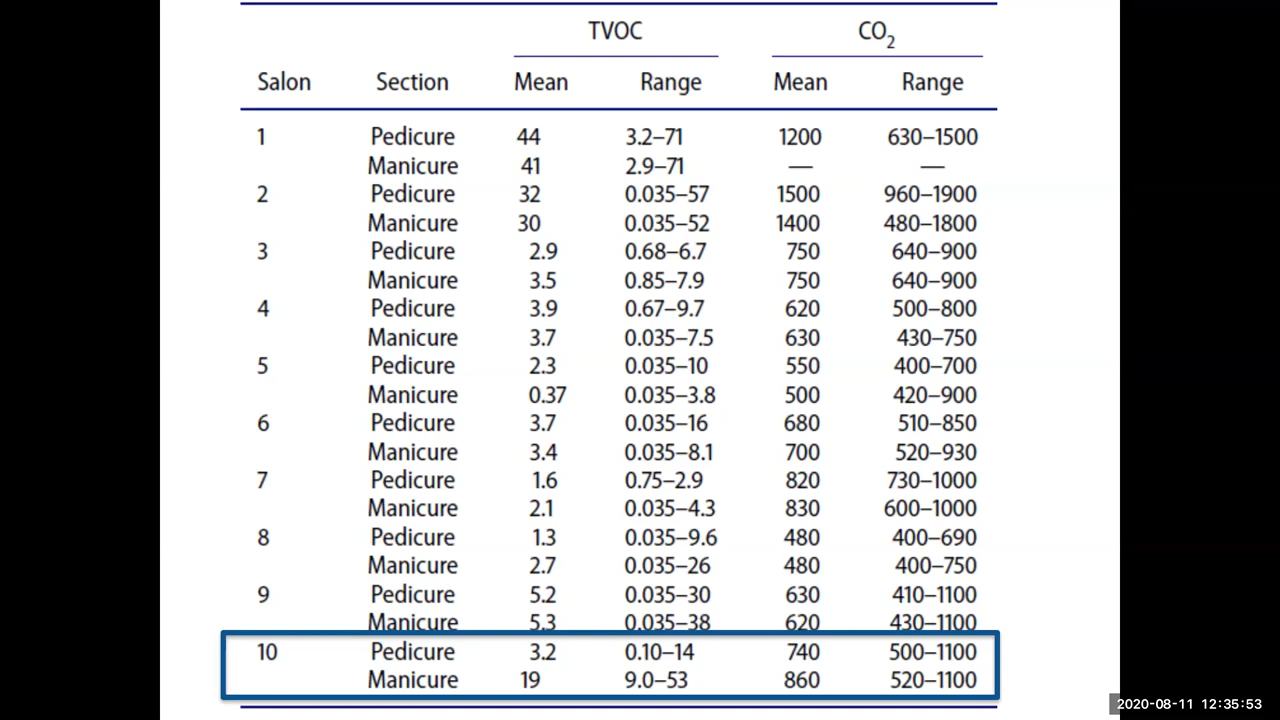 TVOC CO2
Salon Section Mean Range Mean Range
1 Pedicure 44 3.2–71 1200 630–1500
Manicure 41 2.9–71 — —
2 Pedicure 32 0.035–57 1500 960–1900
Manicure 30 0.035–52 1400 480–1800
3 Pedicure 2.9 0.68–6.7 750 640–900
Manicure 3.5 0.85–7.9 750 640–900
4 Pedicure 3.9 0.67–9.7 620 500–800
Manicure 3.7 0.035–7.5 630 430–750
5 Pedicure 2.3 0.035–10 550 400–700
Manicure 0.37 0.035–3.8 500 420–900
6 Pedicure 3.7 0.035–16 680 510–850
Manicure 3.4 0.035–8.1 700 520–930
7 Pedicure 1.6 0.75–2.9 820 730–1000
Manicure 2.1 0.035–4.3 830 600–1000
8 Pedicure 1.3 0.035–9.6 480 400–690
Manicure 2.7 0.035–26 480 400–750
9 Pedicure 5.2 0.035–30 630 410–1100
Manicure 5.3 0.035–38 620 430–1100
10 Pedicure 3.2 0.10–14 740 500–1100
Manicure 19 9.0–53 860 520–1100
2020-08-11 12:35:53